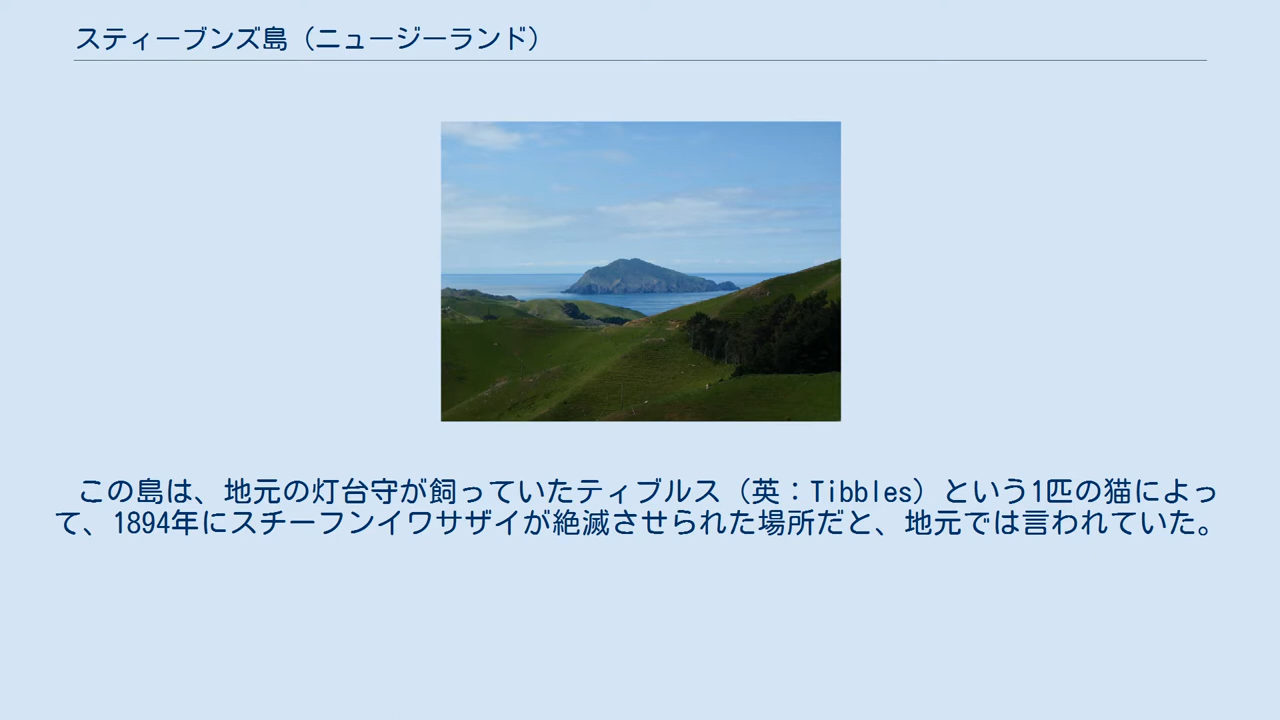 スティーブンズ島（ニュージーランド）
この島は、地元の灯台守が飼っていたティブルス（英：Tibbles）という1匹の猫によっ
て、1894年にスチーフンイワサザイが絶滅させられた場所だと、地元では言われていた。